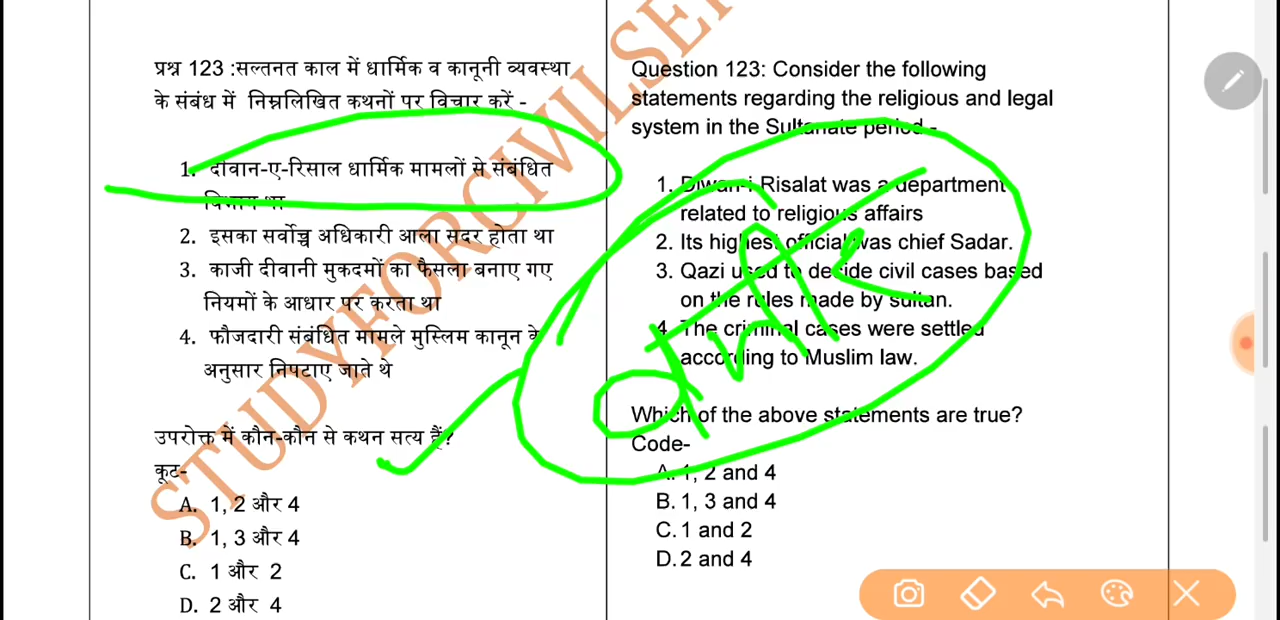 प्रश्न 123 :सल्तनत काल में धार्मिक व कानूनी व्यवस्था
के संबंध में निम्नलिखित कथनों पर विचार करें -
1. दीवान-ए-रिसाल धार्मिक मामलों से संबंधित
विभाग था
2. इसका सर्वोच्च अधिकारी आला सदर होता था
3. काजी दीवानी मुकदमों का फैसला बनाए गए
नियमों के आधार पर करता था
4. फौजदारी संबंधित मामले मुस्लिम कानून के
अनुसार निपटाए जाते थे
उपरोक्त में कौन-कौन से कथन सत्य हैं?
कूट-
A. 1, 2 और 4
B. 1, 3 और 4
C. 1 और 2
D. 2 और 4
Question 123: Consider the following
statements regarding the religious and legal
system in the Sultanate period -
1. Diwan-i Risalat was a department
related to religious affairs
2. Its highest official was chief Sadar.
3. Qazi used to decide civil cases based
on the rules made by sultan.
4. The criminal cases were settled
according to Muslim law.
Which of the above statements are true?
Code-
A. 1, 2 and 4
B. 1, 3 and 4
C. 1 and 2
D. 2 and 4
STUDYFORCIVILSER